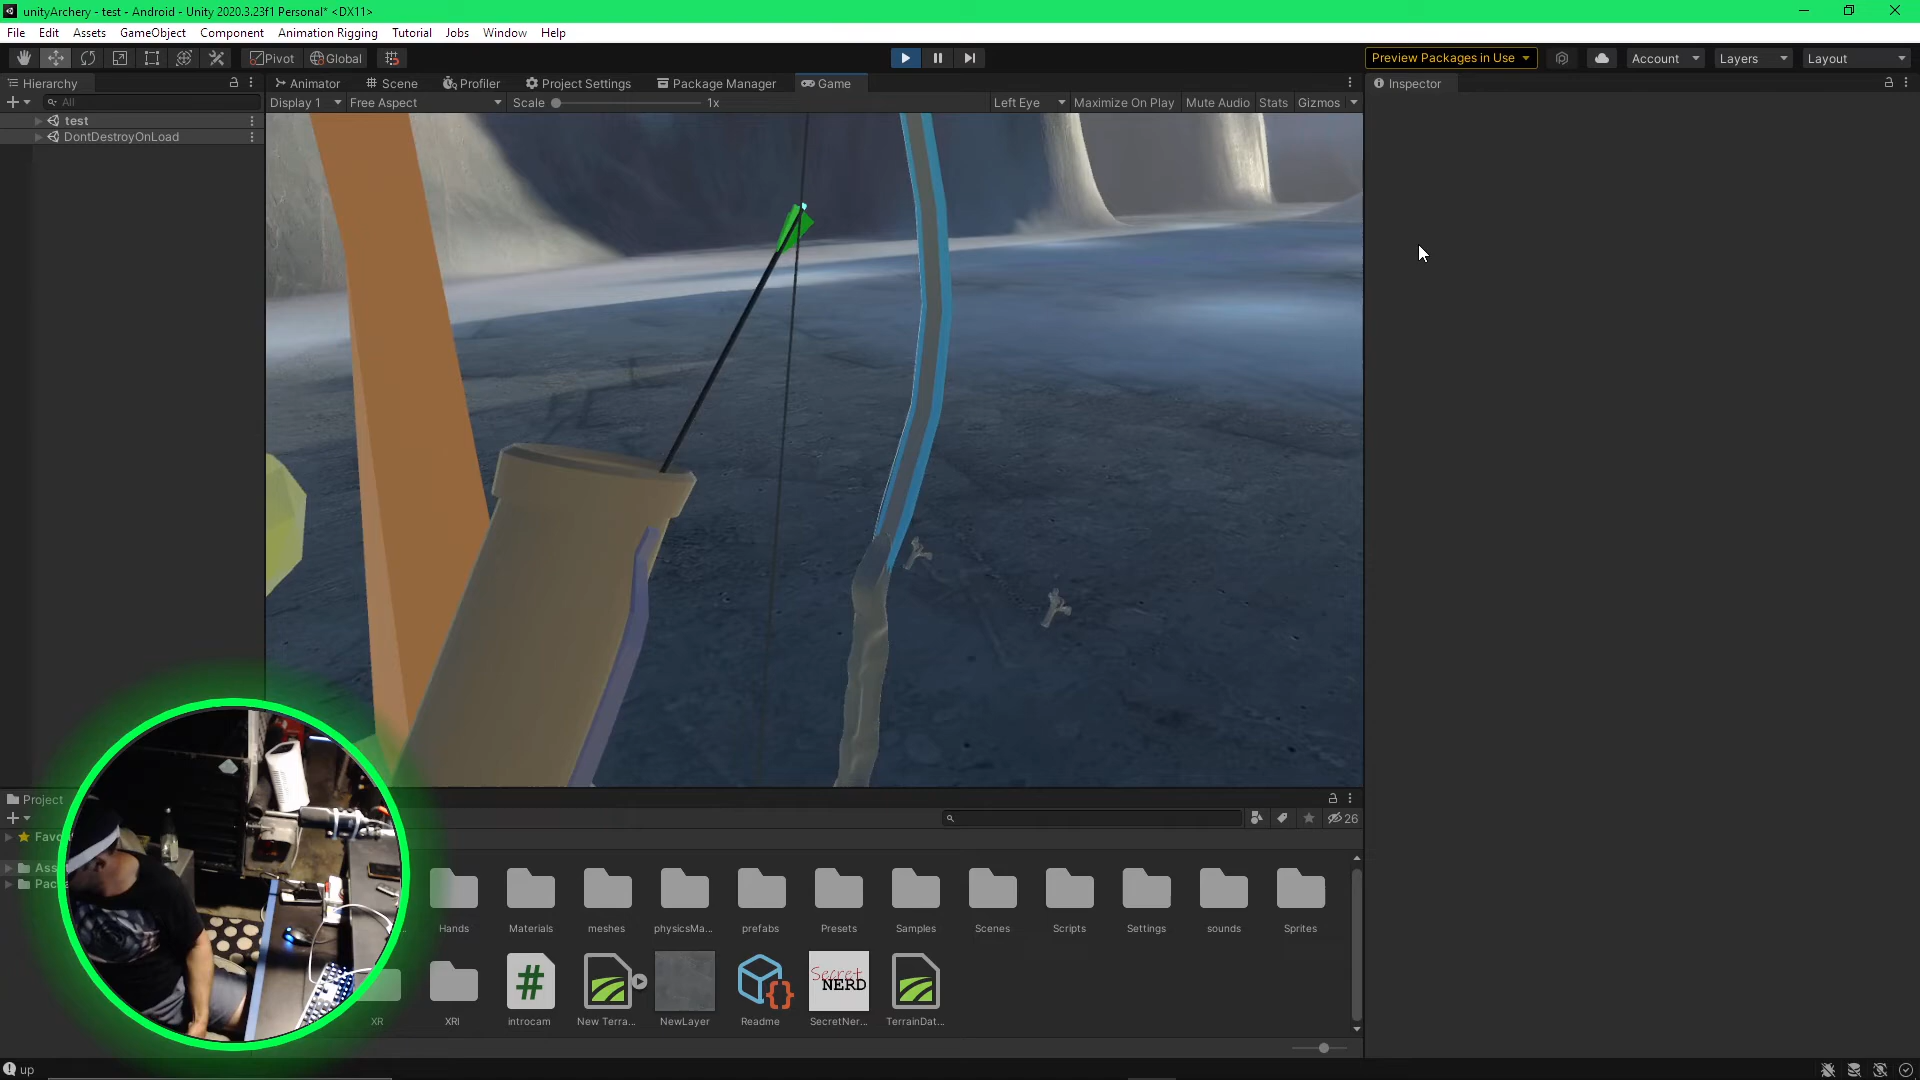 unityArchery - test - Android - Unity 2020.3.23f1 Personal* <DX11>
File Edit Assets GameObject Component Animation Rigging Tutorial Jobs Window Help
Pivot Global Preview Packages in Use Account Layers Layout
Hierarchy Animator Scene Profiler Project Settings Package Manager Game Inspector
All Display 1 Free Aspect Scale 1x Left Eye Maximize On Play Mute Audio Stats Gizmos
test
DontDestroyOnLoad
Project
26
Favo
Ass
Pac
Hands Materials meshes physicsMa... prefabs Presets Samples Scenes Scripts Settings sounds Sprites
Secret
NERD
XR XRI introcam New Terra... NewLayer Readme SecretNer... TerrainDat...
up